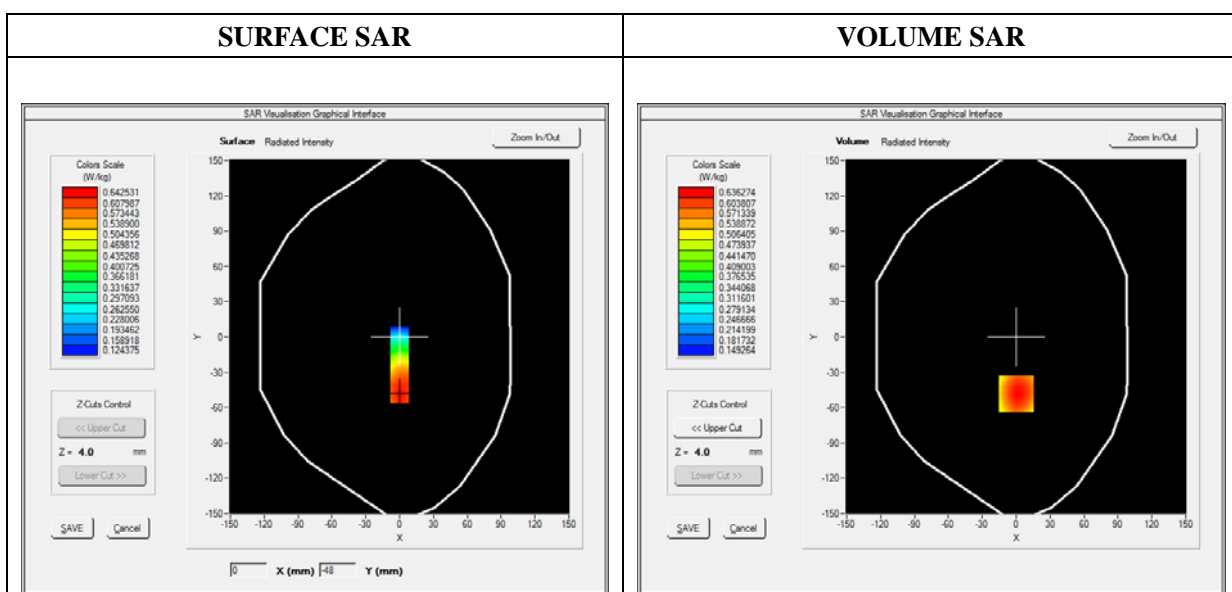 SURFACE SAR
VOLUME SAR
SAR Visualisation Graphical Interface
Surface Radiated Intensity
Zoom In/Out
Colors Scale
(W/kg)
0.642531
0.607987
0.573443
0.538900
0.504356
0.469812
0.435268
0.400725
0.366181
0.331637
0.297093
0.262550
0.228006
0.193462
0.158918
0.124375
150
120
90
60
30
0
-30
-60
-90
-120
-150
Y
-150 -120 -90 -60 -30 0 30 60 90 120 150
X
Z-Cuts Control
<< Upper Cut
Z = 4.0 mm
Lower Cut >>
SAVE Cancel
0 X (mm) -48 Y (mm)
SAR Visualisation Graphical Interface
Volume Radiated Intensity
Zoom In/Out
Colors Scale
(W/kg)
0.636274
0.603807
0.571339
0.538872
0.506405
0.473937
0.441470
0.409003
0.376535
0.344068
0.311601
0.279134
0.246666
0.214199
0.181732
0.149264
150
120
90
60
30
0
-30
-60
-90
-120
-150
Y
-150 -120 -90 -60 -30 0 30 60 90 120 150
X
Z-Cuts Control
<< Upper Cut
Z = 4.0 mm
Lower Cut >>
SAVE Cancel